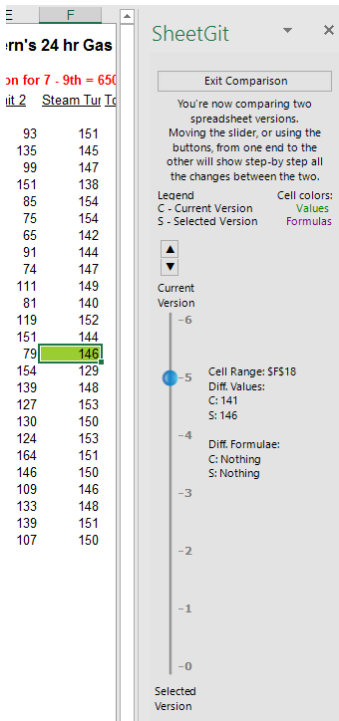 E F
ern's 24 hr Gas
on for 7 - 9th = 650
nit 2 Steam Tur To
93 151
135 145
99 147
151 138
85 154
75 154
65 142
91 144
74 147
111 149
81 140
119 152
151 144
79 146
154 129
139 148
127 153
130 150
124 153
164 151
146 150
109 146
133 148
139 151
107 150
SheetGit
Exit Comparison
You're now comparing two
spreadsheet versions.
Moving the slider, or using the
buttons, from one end to the
other will show step-by step all
the changes between the two.
Legend Cell colors:
C - Current Version Values
S - Selected Version Formulas
Current
Version
-6
-5
Cell Range: $F$18
Diff. Values:
C: 141
S: 146
-4
Diff. Formulae:
C: Nothing
S: Nothing
-3
-2
-1
-0
Selected
Version